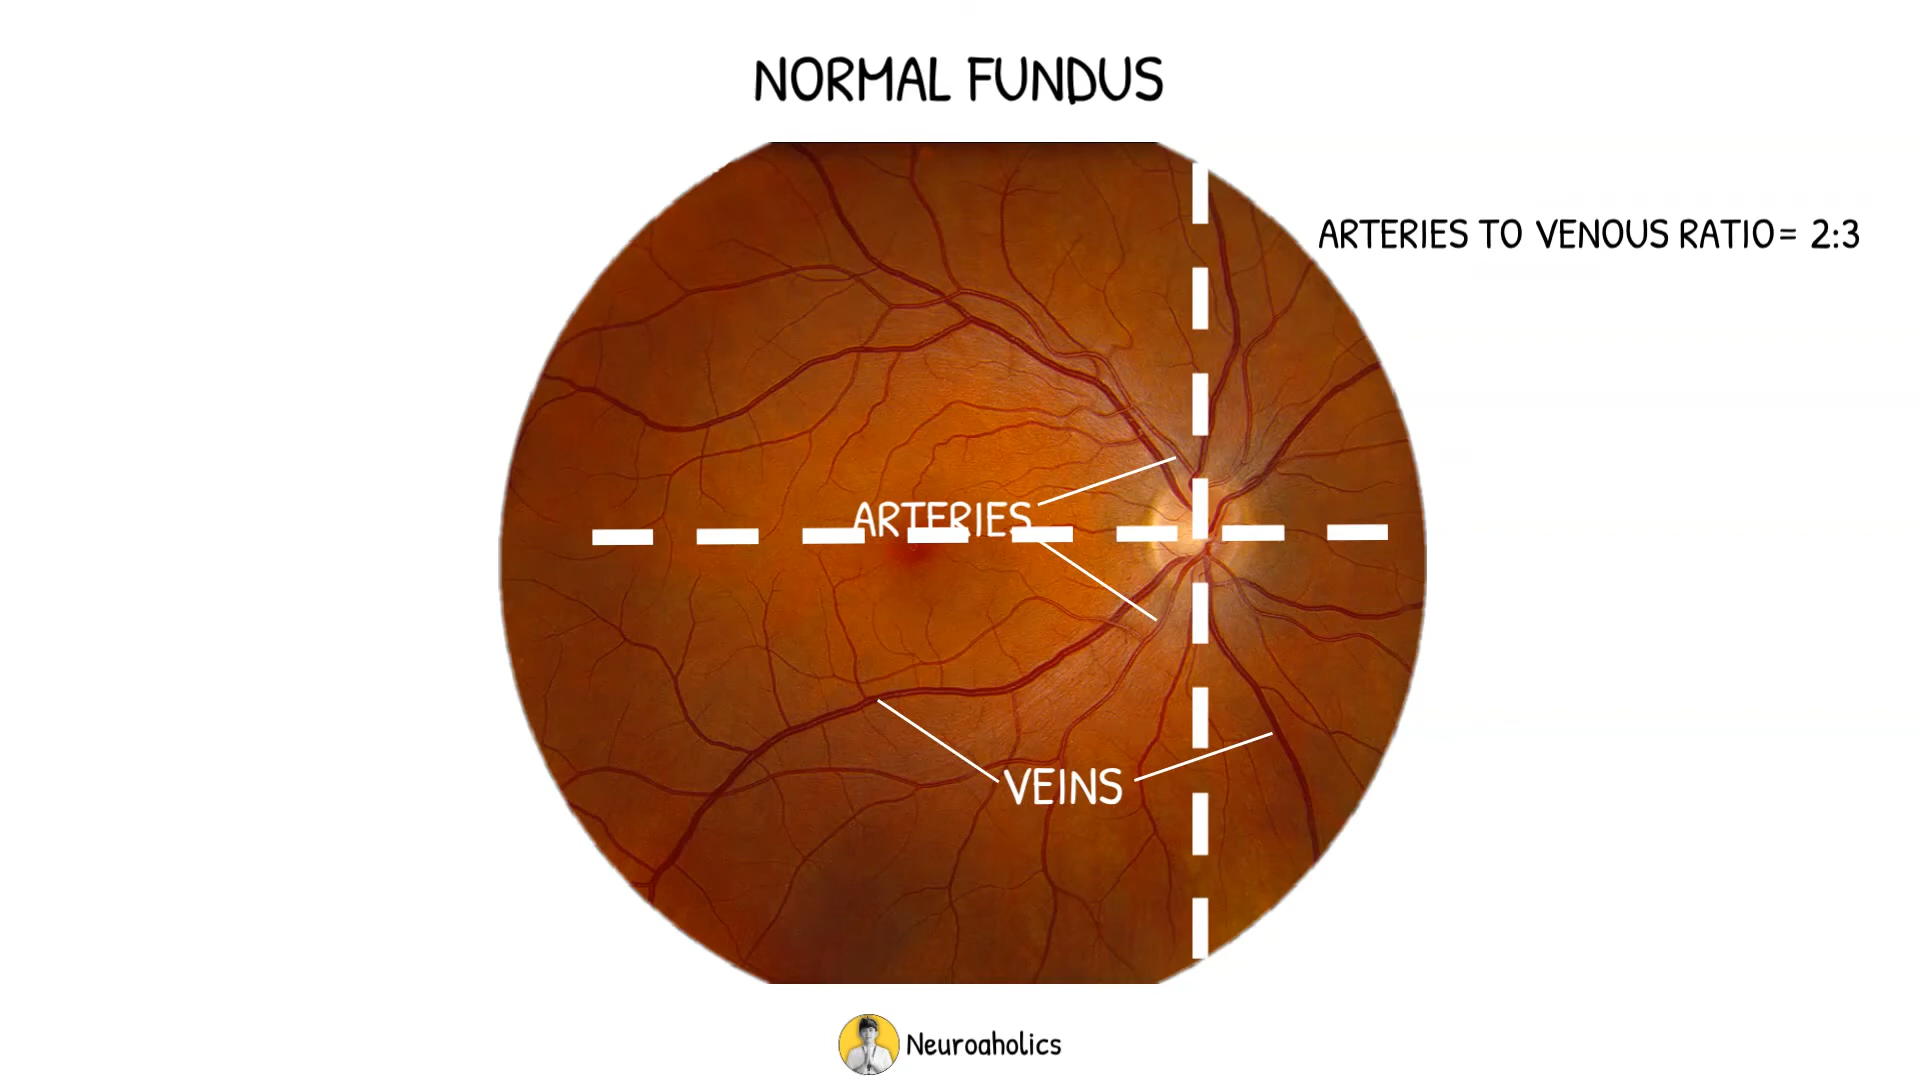 NORMAL FUNDUS
ARTERIES TO VENOUS RATIO= 2:3
ARTERIES
VEINS
Neuroaholics